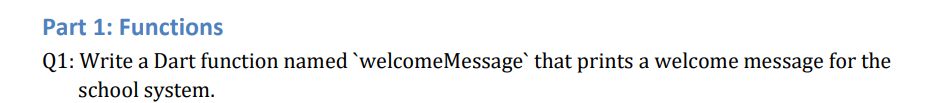 Part 1: Functions
Q1: Write a Dart function named `welcomeMessage` that prints a welcome message for the
school system.